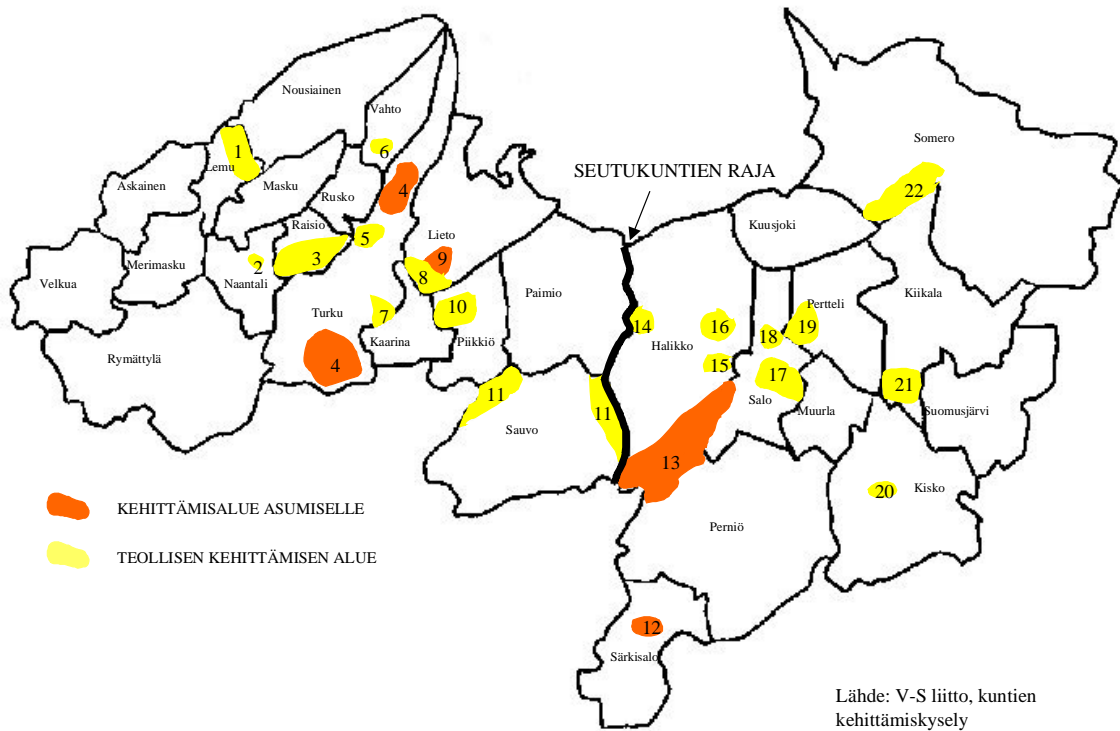 Nousiainen
Vahto
6
1
Lemu
Askainen
Masku
Rusko
4
Raisio
5
3
2
Naantali
Merimasku
Velkua
Rymättylä
Turku
4
7
Kaarina
Lieto
9
8
10
Piikkiö
Paimio
11
Sauvo
11
SEUTUKUNTIEN RAJA
Somero
22
Kuusjoki
Kiikala
Pertteli
19
18
14
Halikko
16
15
17
Salo
Muurla
21
Suomusjärvi
13
20
Kisko
Perniö
12
Särkisalo
KEHITTÄMISALUE ASUMISELLE
TEOLLISEN KEHITTÄMISEN ALUE
Lähde: V-S liitto, kuntien
kehittämiskysely